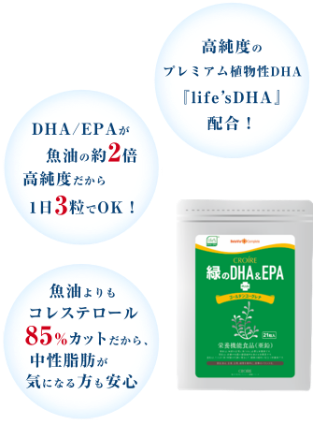 高純度の
プレミアム植物性DHA
『life'sDHA』
配合！
DHA/EPAが
魚油の約2倍
高純度だから
1日3粒でOK！
魚油よりも
コレステロール
85%カットだから、
中性脂肪が
気になる方も安心
CROIRE
緑のDHA&EPA
栄養機能食品(亜鉛)